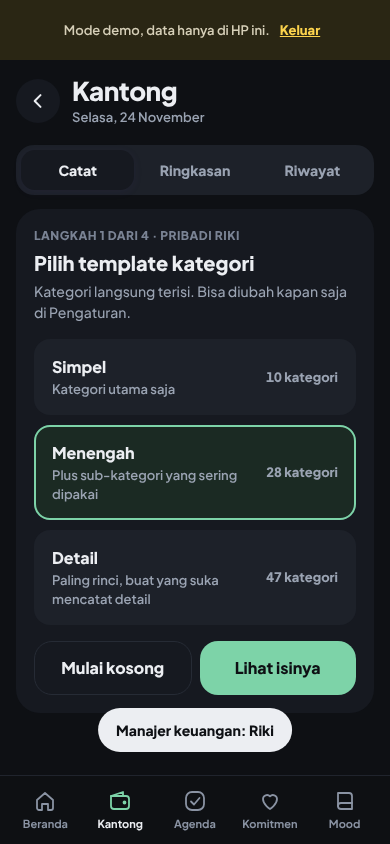 Mode demo, data hanya di HP ini. Keluar
Kantong
Selasa, 24 November
Catat
Ringkasan
Riwayat
LANGKAH 1 DARI 4 · PRIBADI RIKI
Pilih template kategori
Kategori langsung terisi. Bisa diubah kapan saja
di Pengaturan.
Simpel
Kategori utama saja
10 kategori
Menengah
Plus sub-kategori yang sering
dipakai
28 kategori
Detail
Paling rinci, buat yang suka
mencatat detail
47 kategori
Mulai kosong
Lihat isinya
Manajer keuangan: Riki
Beranda
Kantong
Agenda
Komitmen
Mood